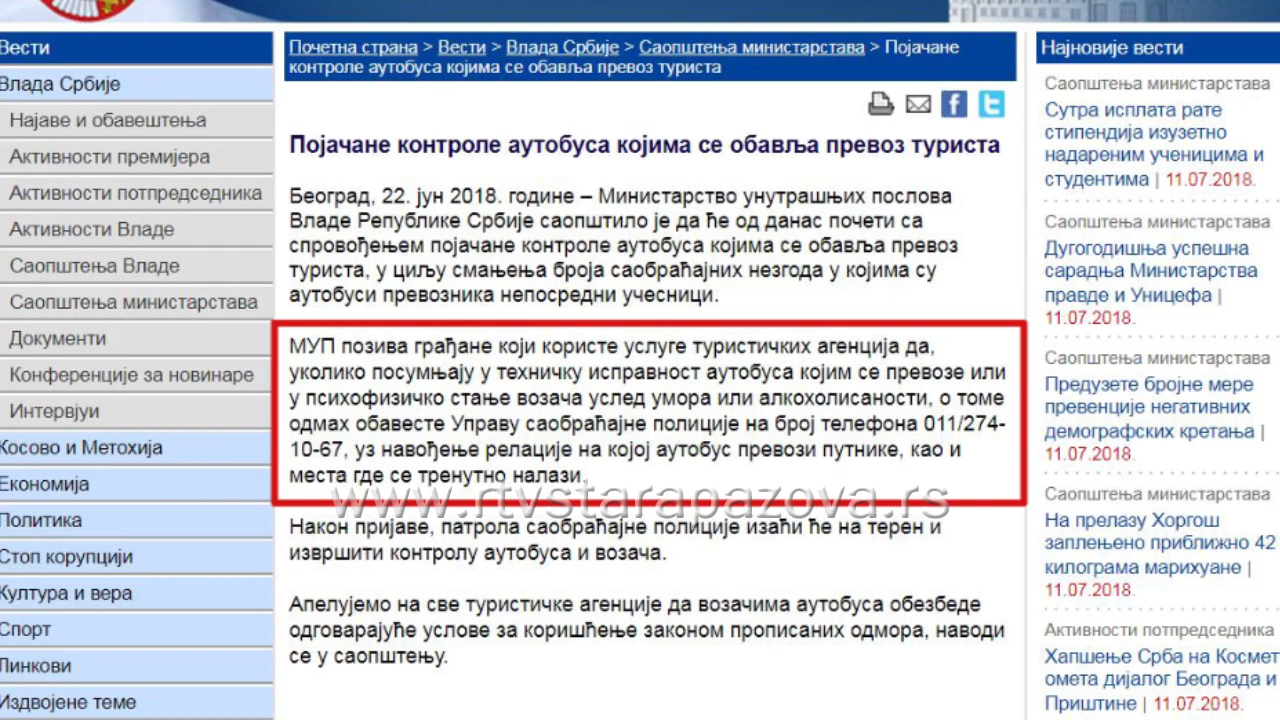 Вести
Влада Србије
Најаве и обавештења
Активности премијера
Активности потпредседника
Активности Владе
Саопштења Владе
Саопштења министарстава
Документи
Конференције за новинаре
Интервјуи
Косово и Метохија
Економија
Политика
Стоп корупцији
Култура и вера
Спорт
Линкови
Издвојене теме
Почетна страна > Вести > Влада Србије > Саопштења министарстава > Појачане
контроле аутобуса којима се обавља превоз туриста
Појачане контроле аутобуса којима се обавља превоз туриста
Београд, 22. јун 2018. године – Министарство унутрашњих послова
Владе Републике Србије саопштило је да ће од данас почети са
спровођењем појачане контроле аутобуса којима се обавља превоз
туриста, у циљу смањења броја саобраћајних незгода у којима су
аутобуси превозника непосредни учесници.
МУП позива грађане који користе услуге туристичких агенција да,
уколико посумњају у техничку исправност аутобуса којим се превозе или
у психофизичко стање возача услед умора или алкохолисаности, о томе
одмах обавесте Управу саобраћајне полиције на број телефона 011/274-
10-67, уз навођење релације на којој аутобус превози путнике, као и
места где се тренутно налази.
www.rtvstarapazova.rs
Након пријаве, патрола саобраћајне полиције изаћи ће на терен и
извршити контролу аутобуса и возача.
Апелујемо на све туристичке агенције да возачима аутобуса обезбеде
одговарајуће услове за коришћење законом прописаних одмора, наводи
се у саопштењу.
Најновије вести
Саопштења министарстава
Сутра исплата рате
стипендија изузетно
надареним ученицима и
студентима | 11.07.2018.
Саопштења министарстава
Дугогодишња успешна
сарадња Министарства
правде и Уницефа |
11.07.2018.
Саопштења министарстава
Предузете бројне мере
превенције негативних
демографских кретања |
11.07.2018.
Саопштења министарстава
На прелазу Хоргош
заплењено приближно 42
килограма марихуане |
11.07.2018.
Активности потпредседника
Хапшење Срба на Космет
омета дијалог Београда и
Приштине | 11.07.2018.